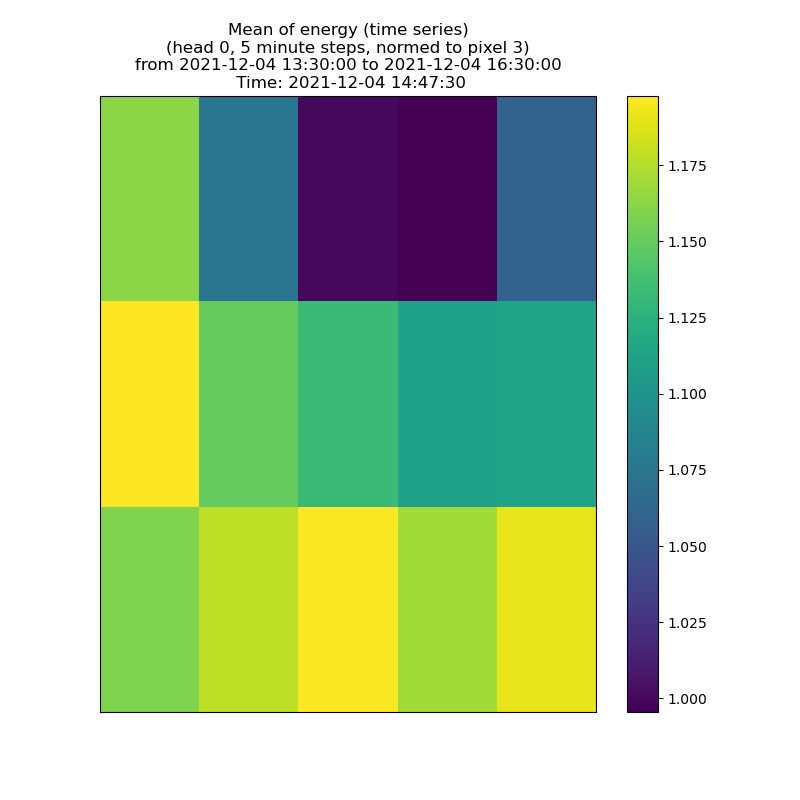 Mean of energy (time series)
(head 0, 5 minute steps, normed to pixel 3)
from 2021-12-04 13:30:00 to 2021-12-04 16:30:00
Time: 2021-12-04 14:47:30
1.175
1.150
1.125
1.100
1.075
1.050
1.025
1.000